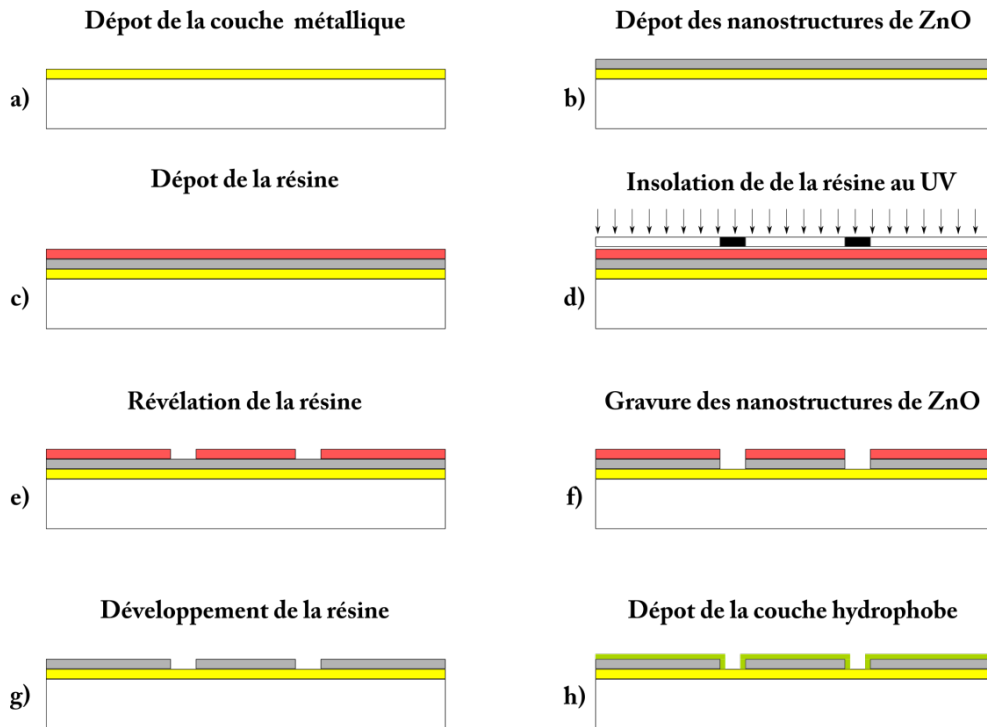 Dépot de la couche métallique
a)
Dépot des nanostructures de ZnO
b)
Dépot de la résine
c)
Insolation de de la résine au UV
d)
Révélation de la résine
e)
Gravure des nanostructures de ZnO
f)
Développement de la résine
g)
Dépot de la couche hydrophobe
h)